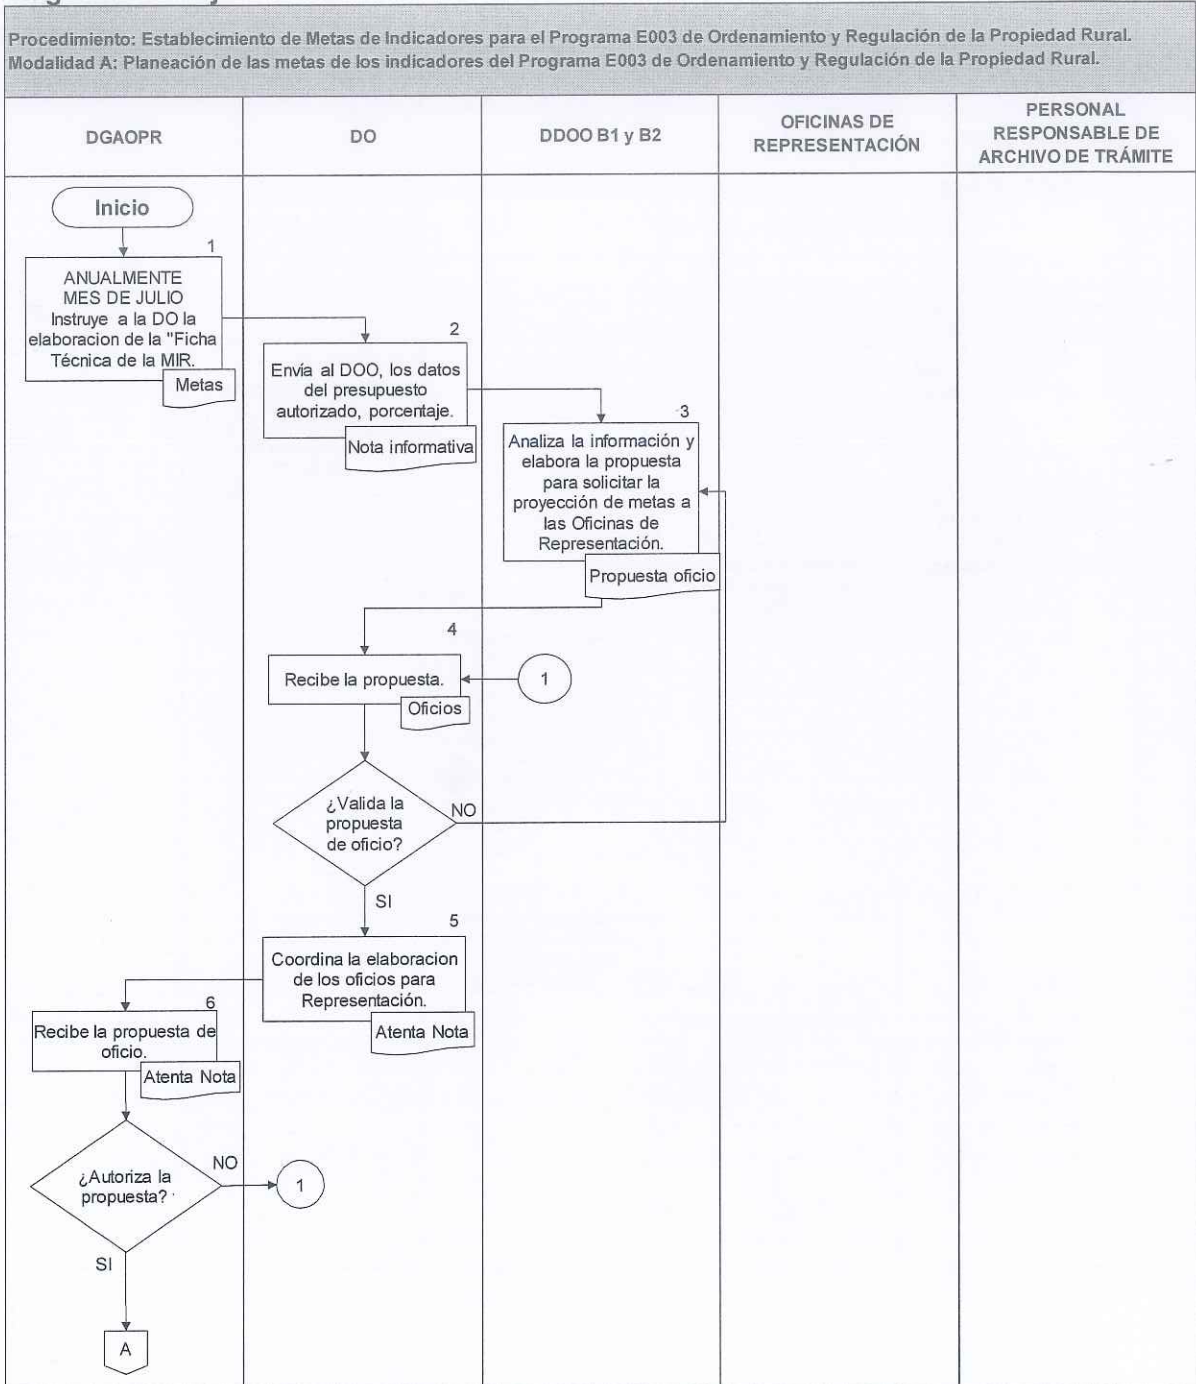 Procedimiento: Establecimiento de Metas de Indicadores para el Programa E003 de Ordenamiento y Regulación de la Propiedad Rural.
Modalidad A: Planeación de las metas de los indicadores del Programa E003 de Ordenamiento y Regulación de la Propiedad Rural.
DGAOPR
DO
DDOO B1 y B2
OFICINAS DE
REPRESENTACIÓN
PERSONAL
RESPONSABLE DE
ARCHIVO DE TRÁMITE
Inicio
1
ANUALMENTE
MES DE JULIO
Instruye a la DO la
elaboracion de la "Ficha
Técnica de la MIR.
Metas
2
Envía al DOO, los datos
del presupuesto
autorizado, porcentaje.
Nota informativa
3
Analiza la información y
elabora la propuesta
para solicitar la
proyección de metas a
las Oficinas de
Representación.
Propuesta oficio
4
Recibe la propuesta.
Oficios
1
¿Valida la
propuesta
de oficio?
NO
SI
5
Coordina la elaboracion
de los oficios para
Representación.
Atenta Nota
6
Recibe la propuesta de
oficio.
Atenta Nota
¿Autoriza la
propuesta?
NO
1
SI
A